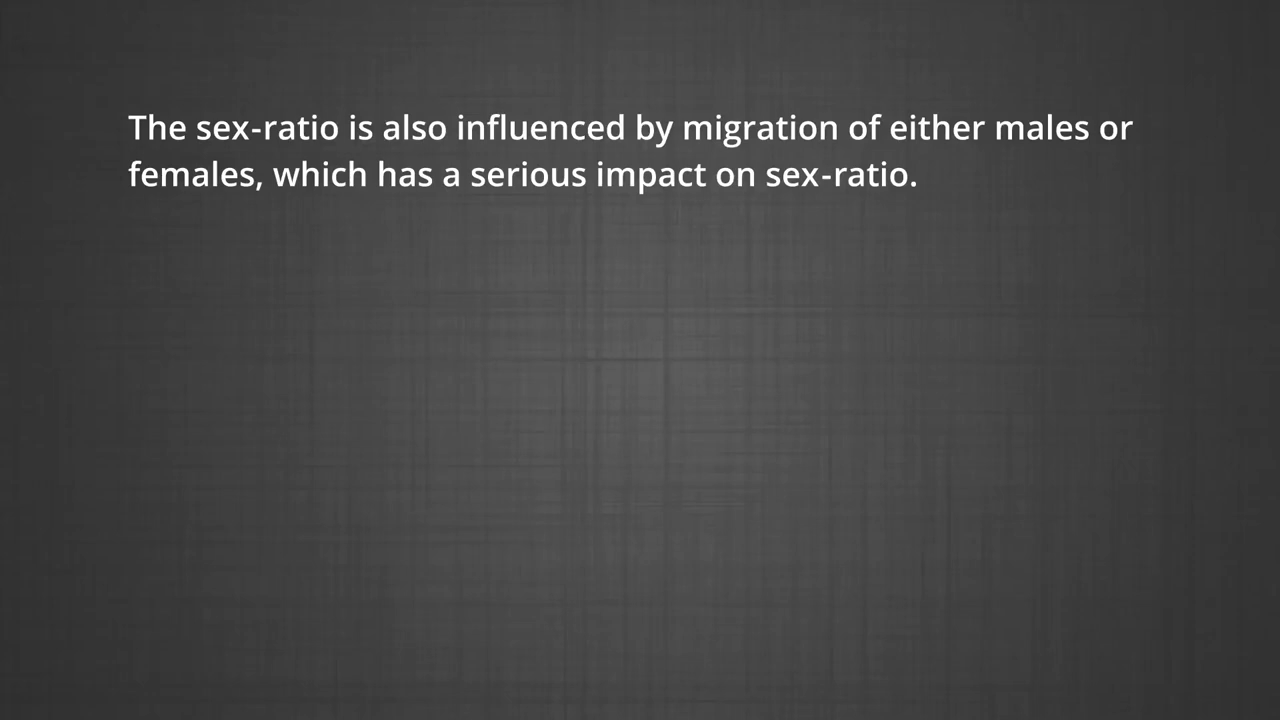 The sex-ratio is also influenced by migration of either males or
females, which has a serious impact on sex-ratio.